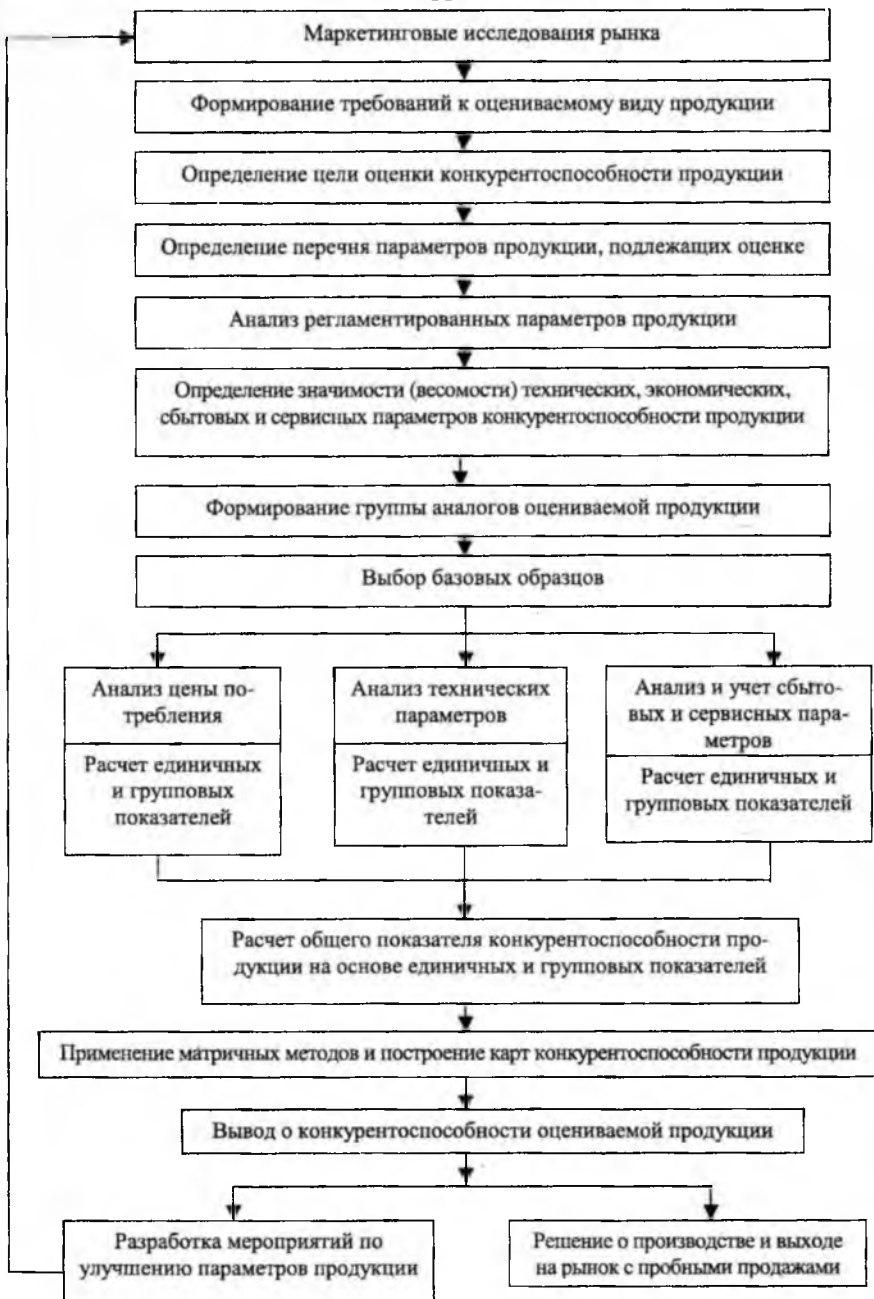 Маркетинговые исследования рынка
Формирование требований к оцениваемому виду продукции
Определение цели оценки конкурентоспособности продукции
Определение перечня параметров продукции, подлежащих оценке
Анализ регламентированных параметров продукции
Определение значимости (весомости) технических, экономических,
сбытовых и сервисных параметров конкурентоспособности продукции
Формирование группы аналогов оцениваемой продукции
Выбор базовых образцов
Анализ цены по-
требления
Расчет единичных
и групповых
показателей
Анализ технических
параметров
Расчет единичных и
групповых показа-
телей
Анализ и учет сбыто-
вых и сервисных пара-
метров
Расчет единичных и
групповых показателей
Расчет общего показателя конкурентоспособности про-
дукции на основе единичных и групповых показателей
Применение матричных методов и построение карт конкурентоспособности продукции
Вывод о конкурентоспособности оцениваемой продукции
Разработка мероприятий по
улучшению параметров продукции
Решение о производстве и выходе
на рынок с пробными продажами